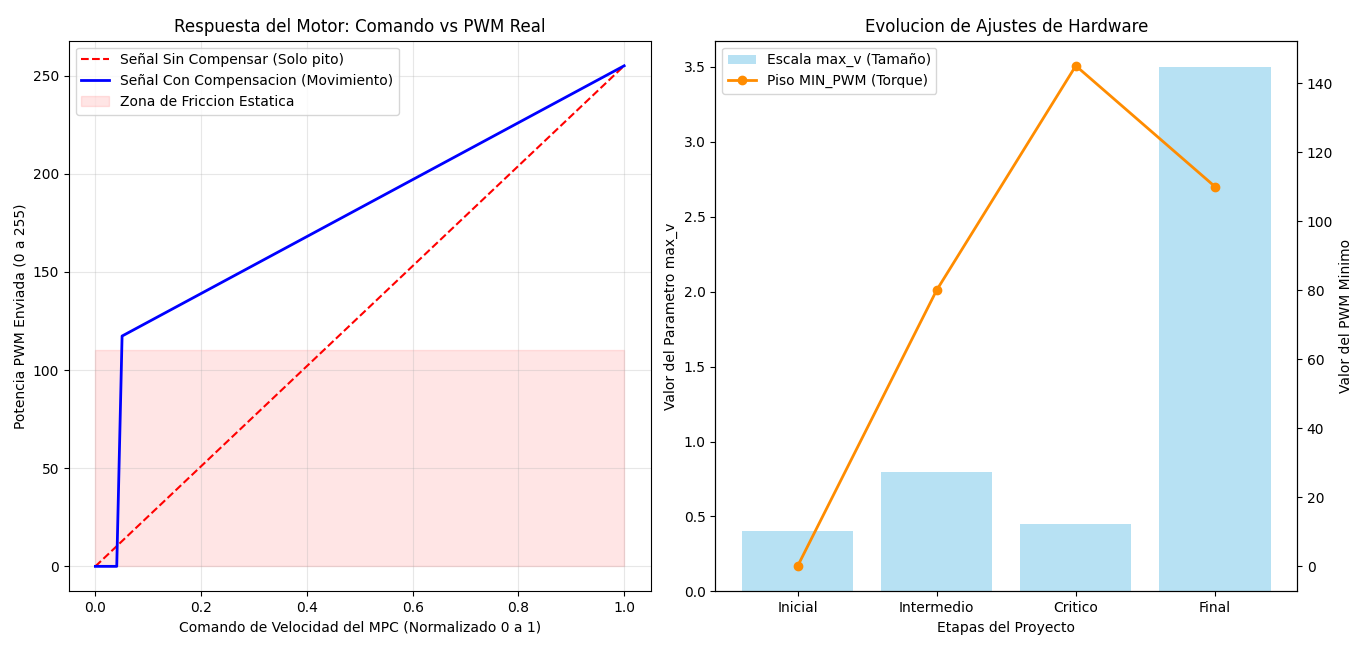 Respuesta del Motor: Comando vs PWM Real
Señal Sin Compensar (Solo pito)
Señal Con Compensacion (Movimiento)
Zona de Friccion Estatica
Potencia PWM Enviada (0 a 255)
250
200
150
100
50
0
0.0 0.2 0.4 0.6 0.8 1.0
Comando de Velocidad del MPC (Normalizado 0 a 1)
Evolucion de Ajustes de Hardware
Escala max_v (Tamaño)
Piso MIN_PWM (Torque)
Valor del Parametro max_v
3.5
3.0
2.5
2.0
1.5
1.0
0.5
0.0
Inicial Intermedio Critico Final
Etapas del Proyecto
140
120
100
80
60
40
20
0
Valor del PWM Minimo